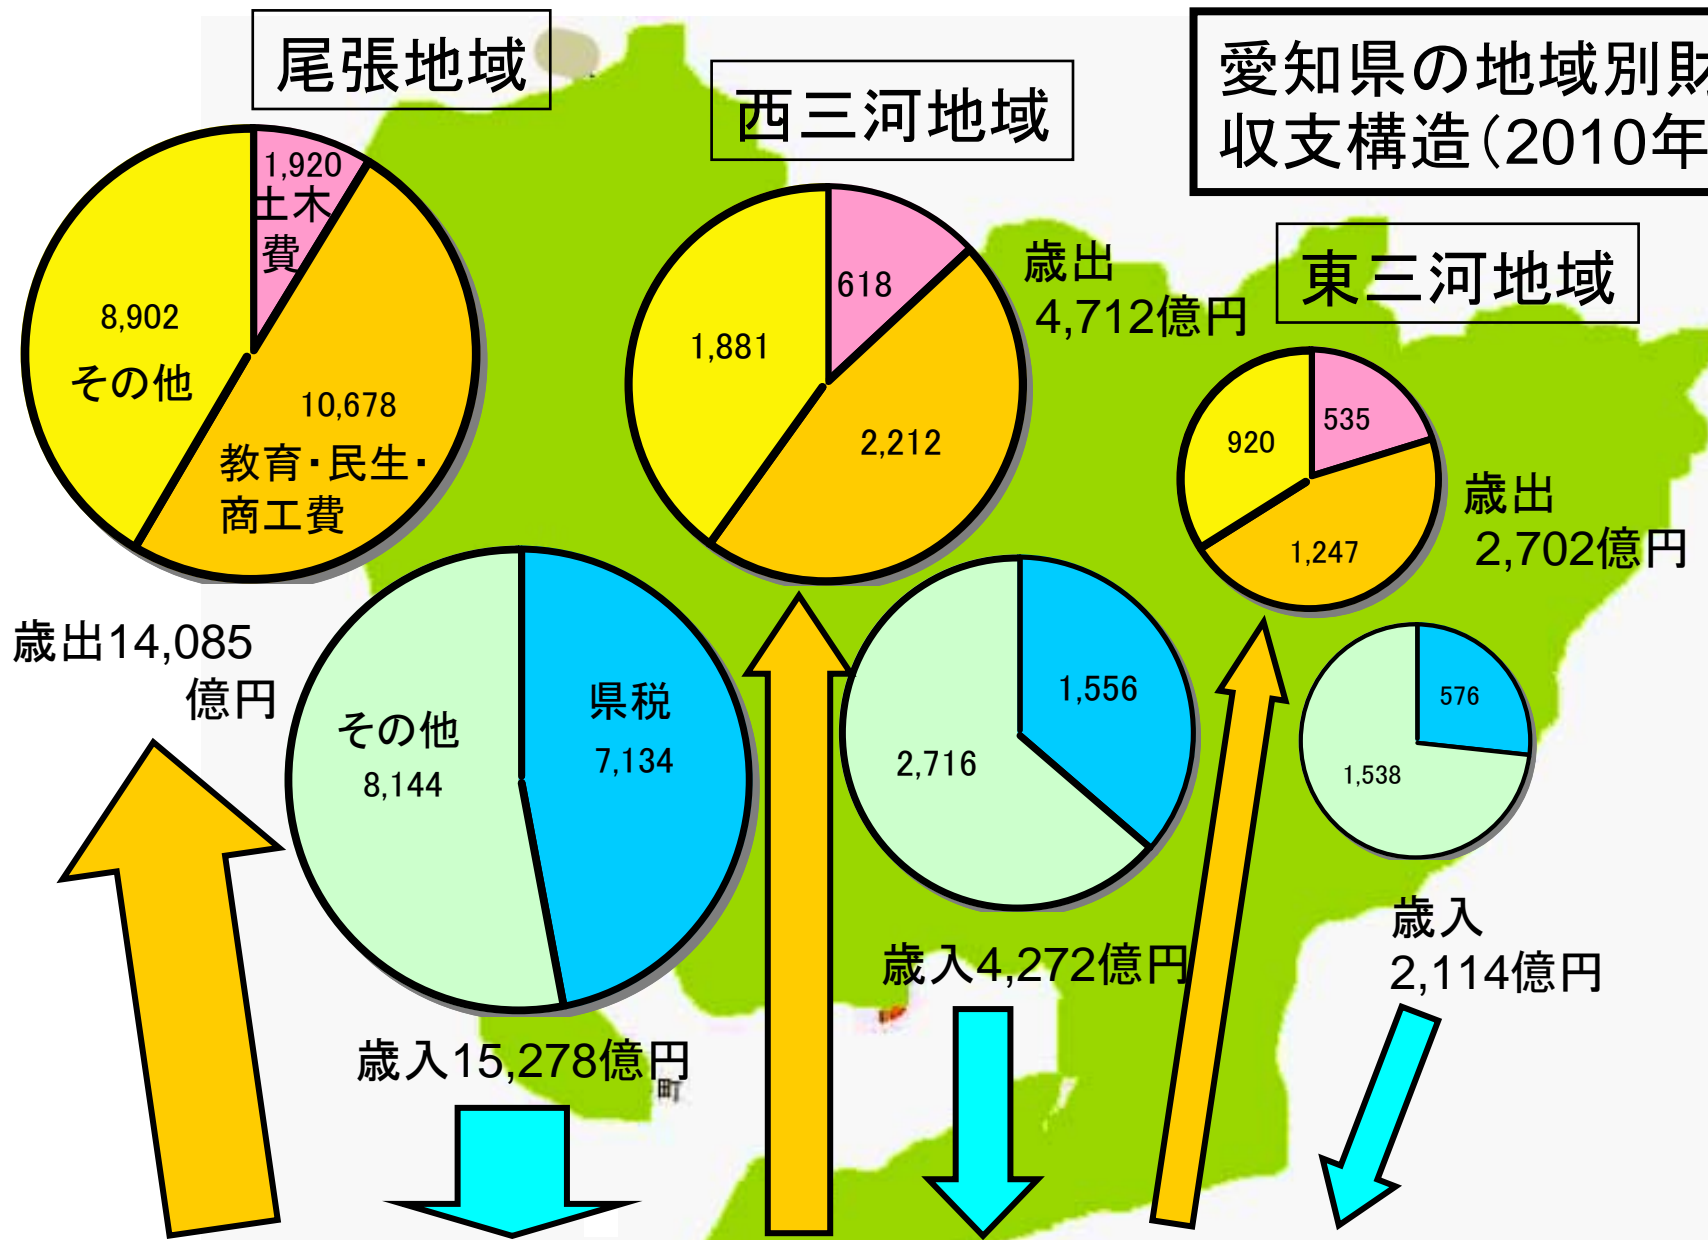 尾張地域
西三河地域
愛知県の地域別財
収支構造(2010年
東三河地域
1,920
土木
費
8,902
その他
10,678
教育・民生・
商工費
618
1,881
2,212
歳出
4,712億円
535
920
1,247
歳出
2,702億円
歳出14,085
億円
県税
7,134
その他
8,144
1,556
2,716
576
1,538
歳入15,278億円
歳入4,272億円
歳入
2,114億円
町